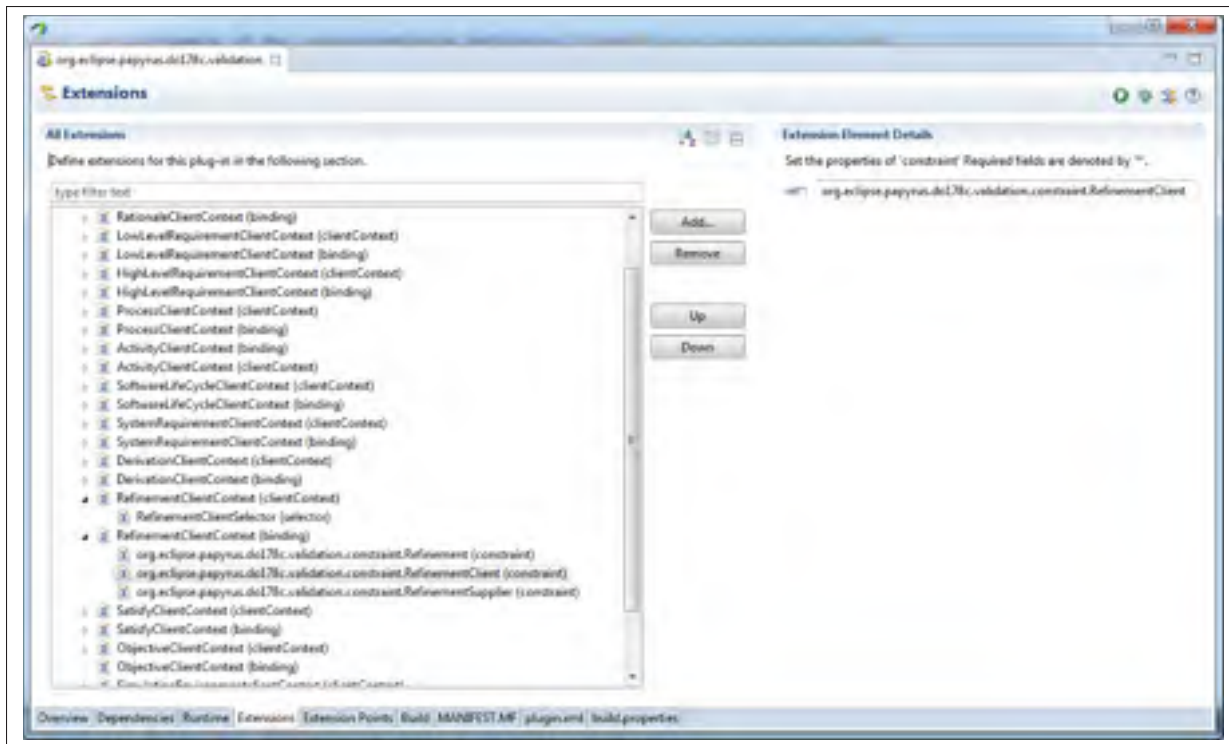 org.eclipse.papyrus.do178c.validation
Extensions
All Extensions
Define extensions for this plug-in in the following section.
type filter text
RationaleClientContext (binding)
LowLevelRequirementClientContext (clientContext)
LowLevelRequirementClientContext (binding)
HighLevelRequirementClientContext (clientContext)
HighLevelRequirementClientContext (binding)
ProcessClientContext (clientContext)
ProcessClientContext (binding)
ActivityClientContext (binding)
ActivityClientContext (clientContext)
SoftwareLifeCycleClientContext (clientContext)
SoftwareLifeCycleClientContext (binding)
SystemRequirementClientContext (clientContext)
SystemRequirementClientContext (binding)
DerivationClientContext (clientContext)
DerivationClientContext (binding)
RefinementClientContext (clientContext)
RefinementClientSelector (selector)
RefinementClientContext (binding)
org.eclipse.papyrus.do178c.validation.constraint.Refinement (constraint)
org.eclipse.papyrus.do178c.validation.constraint.RefinementClient (constraint)
org.eclipse.papyrus.do178c.validation.constraint.RefinementSupplier (constraint)
SatisfyClientContext (clientContext)
SatisfyClientContext (binding)
ObjectiveClientContext (clientContext)
ObjectiveClientContext (binding)
Add...
Remove
Up
Down
Extension Element Details
Set the properties of 'constraint' Required fields are denoted by '*'.
ref*: org.eclipse.papyrus.do178c.validation.constraint.RefinementClient
Overview Dependencies Runtime Extensions Extension Points Build MANIFEST.MF plugin.xml build.properties